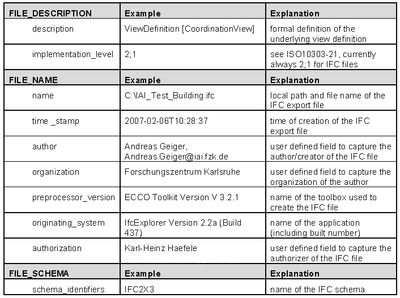 FILE_DESCRIPTION Example Explanation
description ViewDefinition [CoordinationView] formal definition of the
underlying view definition
implementation_level 2;1 see ISO10303-21, currently
always 2;1 for IFC files
FILE_NAME Example Explanation
name C:\IAI_Test_Building.ifc local path and file name of the
IFC export file
time _stamp 2007-02-06T10:28:37 time of creation of the IFC
export file
author Andreas Geiger, user defined field to capture the
Andreas.Geiger@iai.fzk.de author/creator of the IFC file
organization Forschungszentrum Karlsruhe user defined field to capture the
organization of the author
preprocessor_version ECCO Toolkit Version V 3.2.1 name of the toolbox used to
create the IFC file
originating_system IfcExplorer Version 2.2a (Build name of the application
437) (including built number)
authorization Karl-Heinz Haefele user defined field to capture the
authorizer of the IFC file
FILE_SCHEMA Example Explanation
schema_identifiers IFC2X3 name of the IFC schema